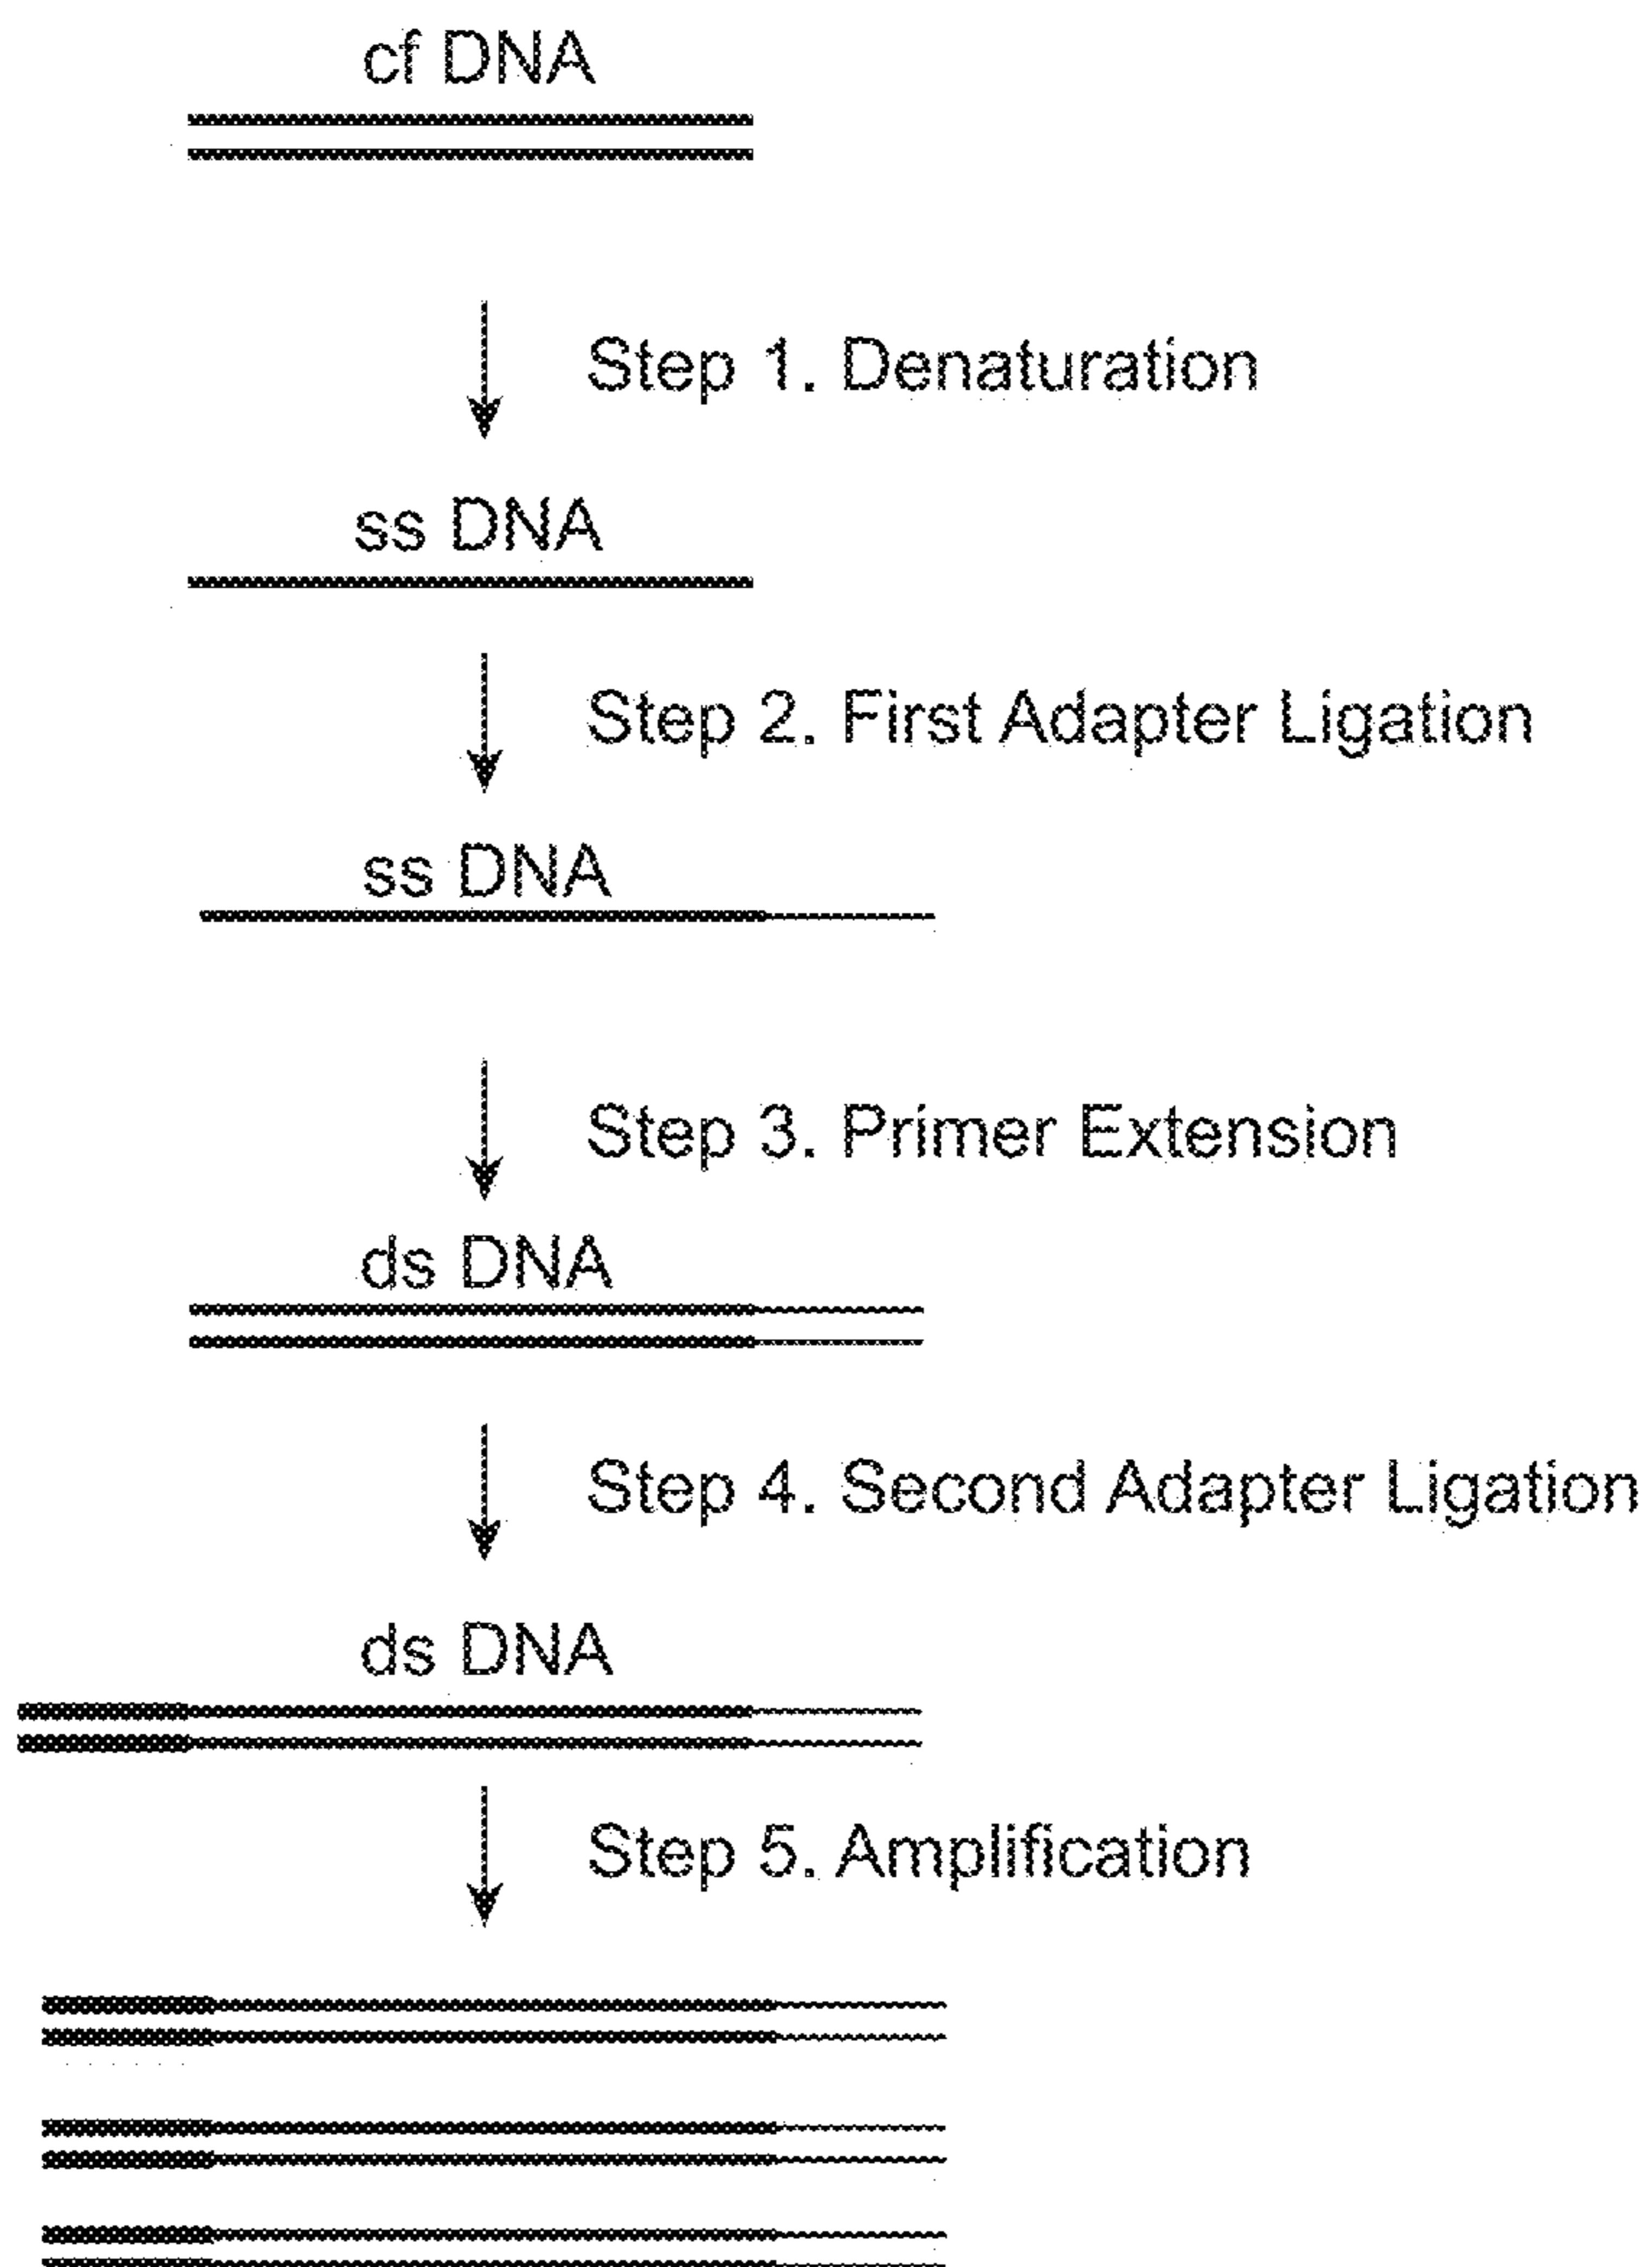 cf DNA
Step 1. Denaturation
ss DNA
Step 2. First Adapter Ligation
ss DNA
Step 3. Primer Extension
ds DNA
Step 4. Second Adapter Ligation
ds DNA
Step 5. Amplification